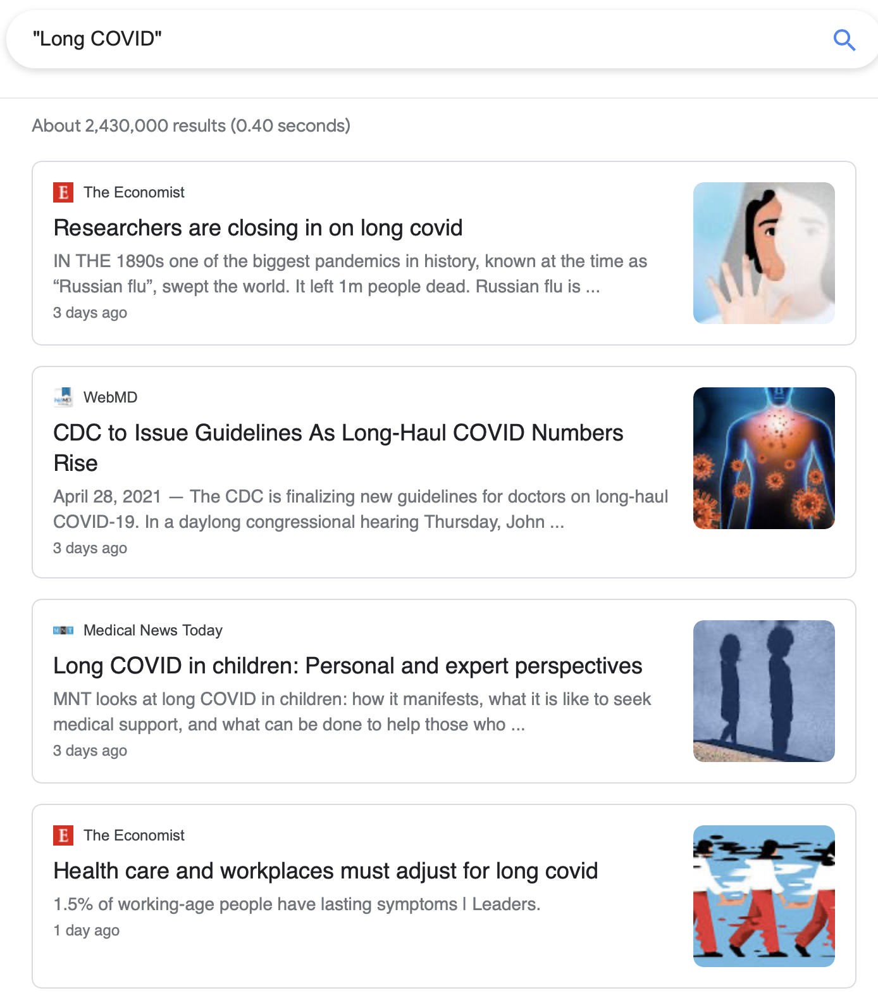 "Long COVID"
About 2,430,000 results (0.40 seconds)
E The Economist
Researchers are closing in on long covid
IN THE 1890s one of the biggest pandemics in history, known at the time as
“Russian flu”, swept the world. It left 1m people dead. Russian flu is ...
3 days ago
WebMD
CDC to Issue Guidelines As Long-Haul COVID Numbers
Rise
April 28, 2021 — The CDC is finalizing new guidelines for doctors on long-haul
COVID-19. In a daylong congressional hearing Thursday, John ...
3 days ago
MNT Medical News Today
Long COVID in children: Personal and expert perspectives
MNT looks at long COVID in children: how it manifests, what it is like to seek
medical support, and what can be done to help those who ...
3 days ago
E The Economist
Health care and workplaces must adjust for long covid
1.5% of working-age people have lasting symptoms | Leaders.
1 day ago